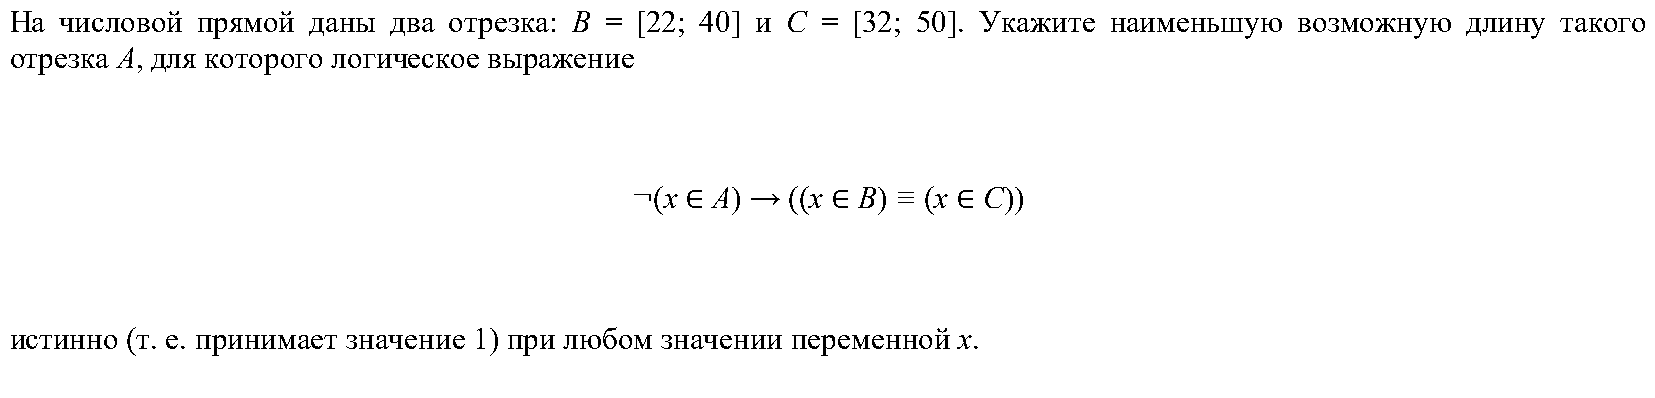 На числовой прямой даны два отрезка: B = [22; 40] и C = [32; 50]. Укажите наименьшую возможную длину такого
отрезка A, для которого логическое выражение
¬(x ∈ A) → ((x ∈ B) ≡ (x ∈ C))
истинно (т. е. принимает значение 1) при любом значении переменной x.